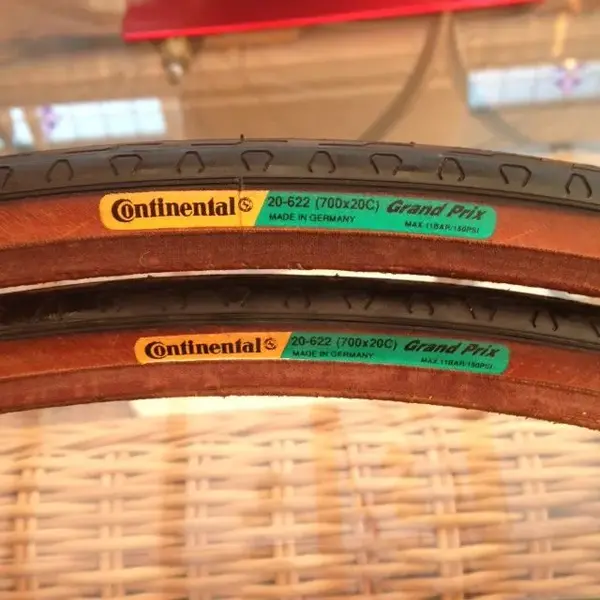 Continental 20-622 (700x20C) Grand Prix
MADE IN GERMANY MAX.11BAR/150PSI
Continental 20-622 (700x20C) Grand Prix
MADE IN GERMANY MAX.11BAR/150PSI